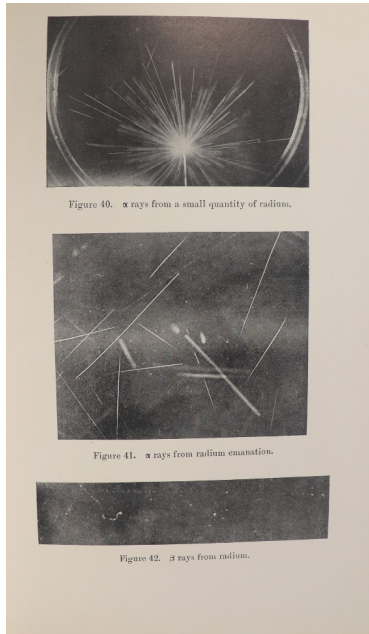 Figure 40. α rays from a small quantity of radium.
Figure 41. α rays from radium emanation.
Figure 42. β rays from radium.